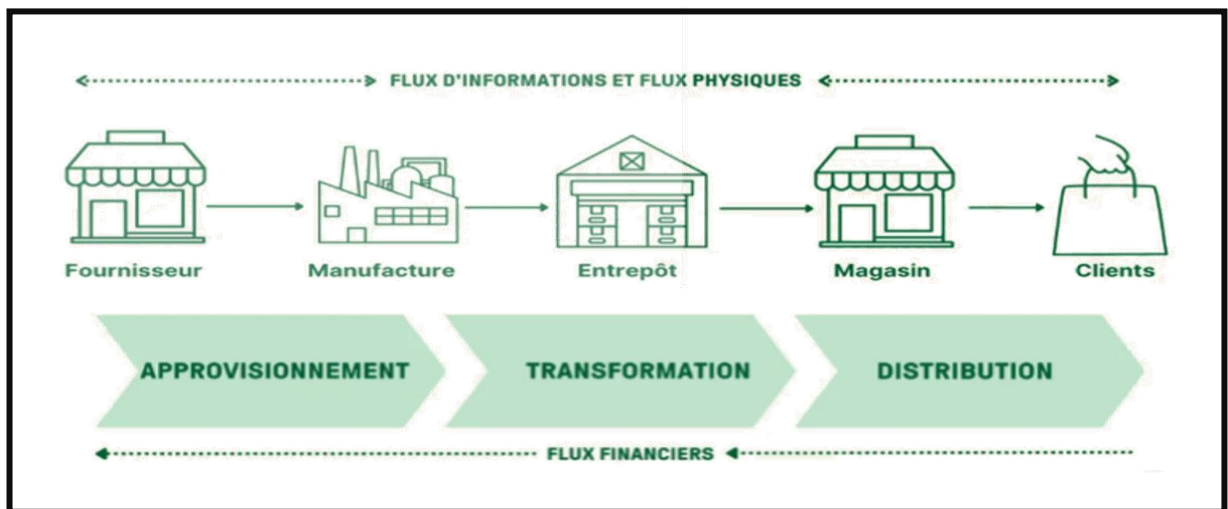 FLUX D'INFORMATIONS ET FLUX PHYSIQUES
Fournisseur
Manufacture
Entrepôt
Magasin
Clients
APPROVISIONNEMENT
TRANSFORMATION
DISTRIBUTION
FLUX FINANCIERS